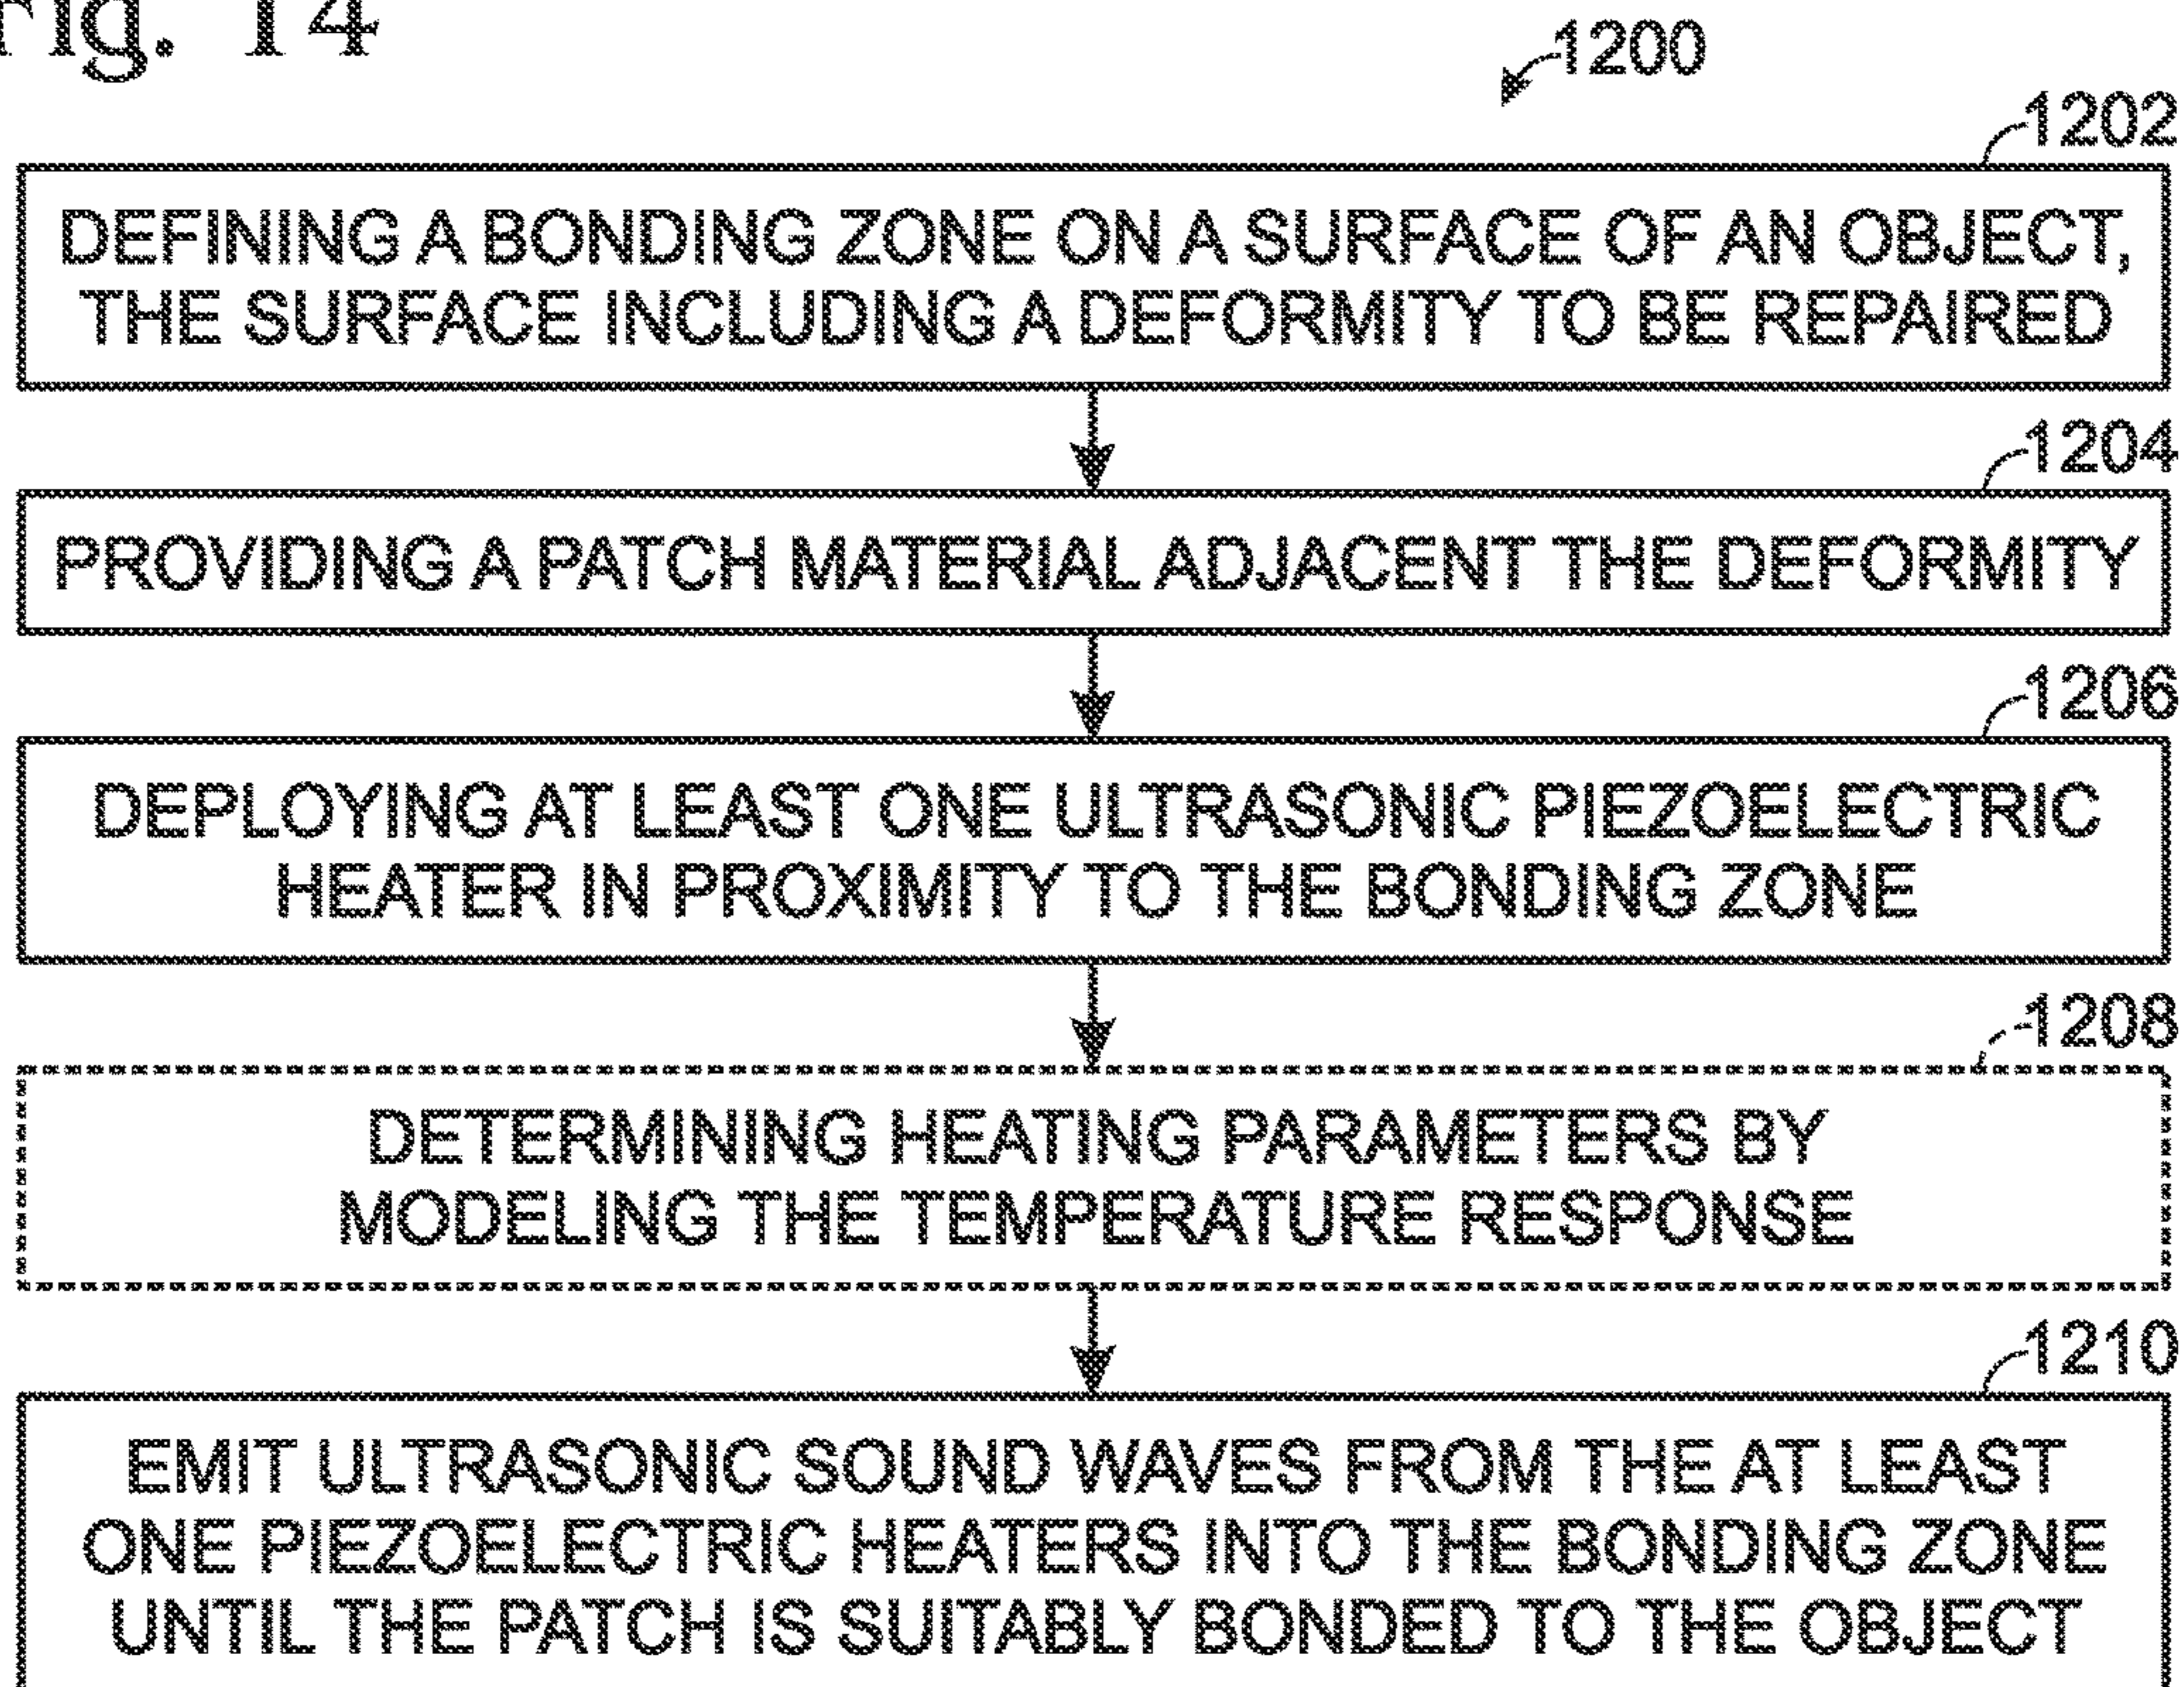 Fig. 14
1200
1202
DEFINING A BONDING ZONE ON A SURFACE OF AN OBJECT,
THE SURFACE INCLUDING A DEFORMITY TO BE REPAIRED
1204
PROVIDING A PATCH MATERIAL ADJACENT THE DEFORMITY
1206
DEPLOYING AT LEAST ONE ULTRASONIC PIEZOELECTRIC
HEATER IN PROXIMITY TO THE BONDING ZONE
1208
DETERMINING HEATING PARAMETERS BY
MODELING THE TEMPERATURE RESPONSE
1210
EMIT ULTRASONIC SOUND WAVES FROM THE AT LEAST
ONE PIEZOELECTRIC HEATERS INTO THE BONDING ZONE
UNTIL THE PATCH IS SUITABLY BONDED TO THE OBJECT